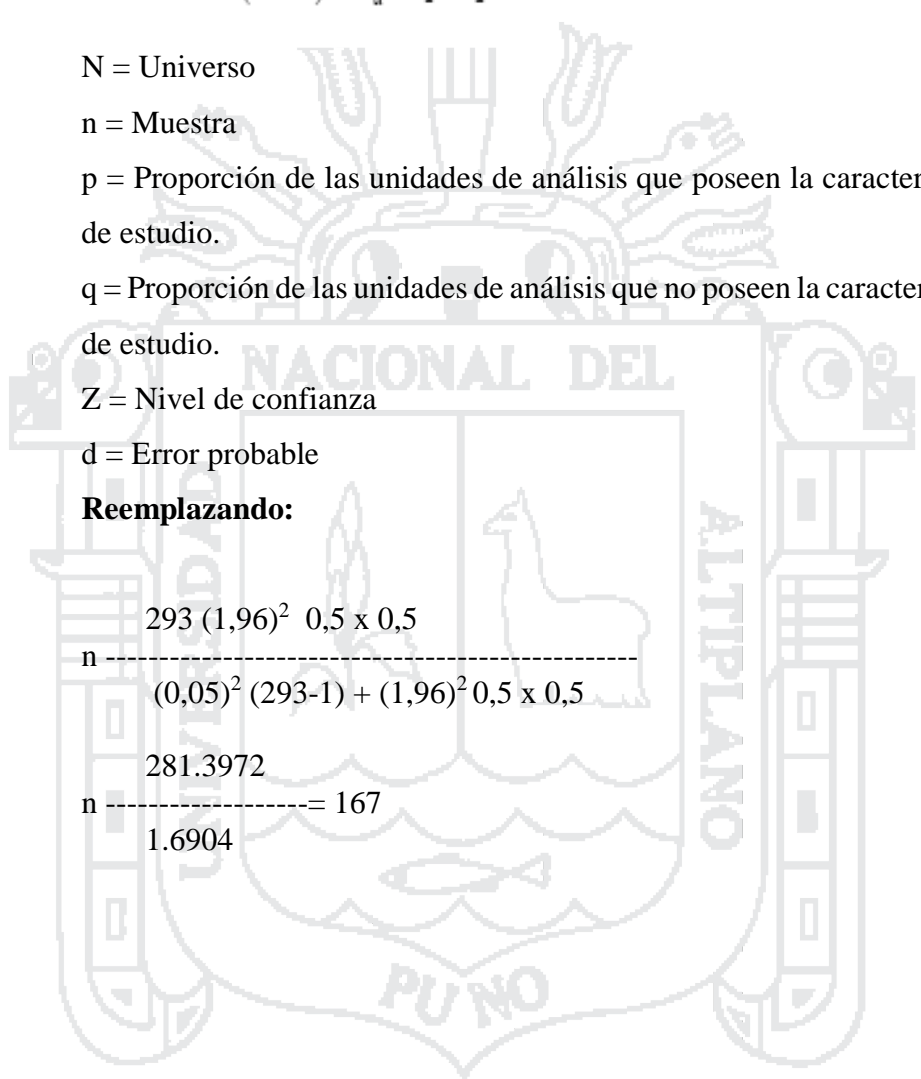 N = Universo
n = Muestra
p = Proporción de las unidades de análisis que poseen la caracter
de estudio.
q = Proporción de las unidades de análisis que no poseen la caracter
de estudio.
Z = Nivel de confianza
d = Error probable
Reemplazando:
293 (1,96)² 0,5 x 0,5
n --------------------------------------------------
(0,05)² (293-1) + (1,96)² 0,5 x 0,5
281.3972
n -------------------= 167
1.6904
NACIONAL DEL
UNIVERSIDAD
ALTIPLANO
PUNO